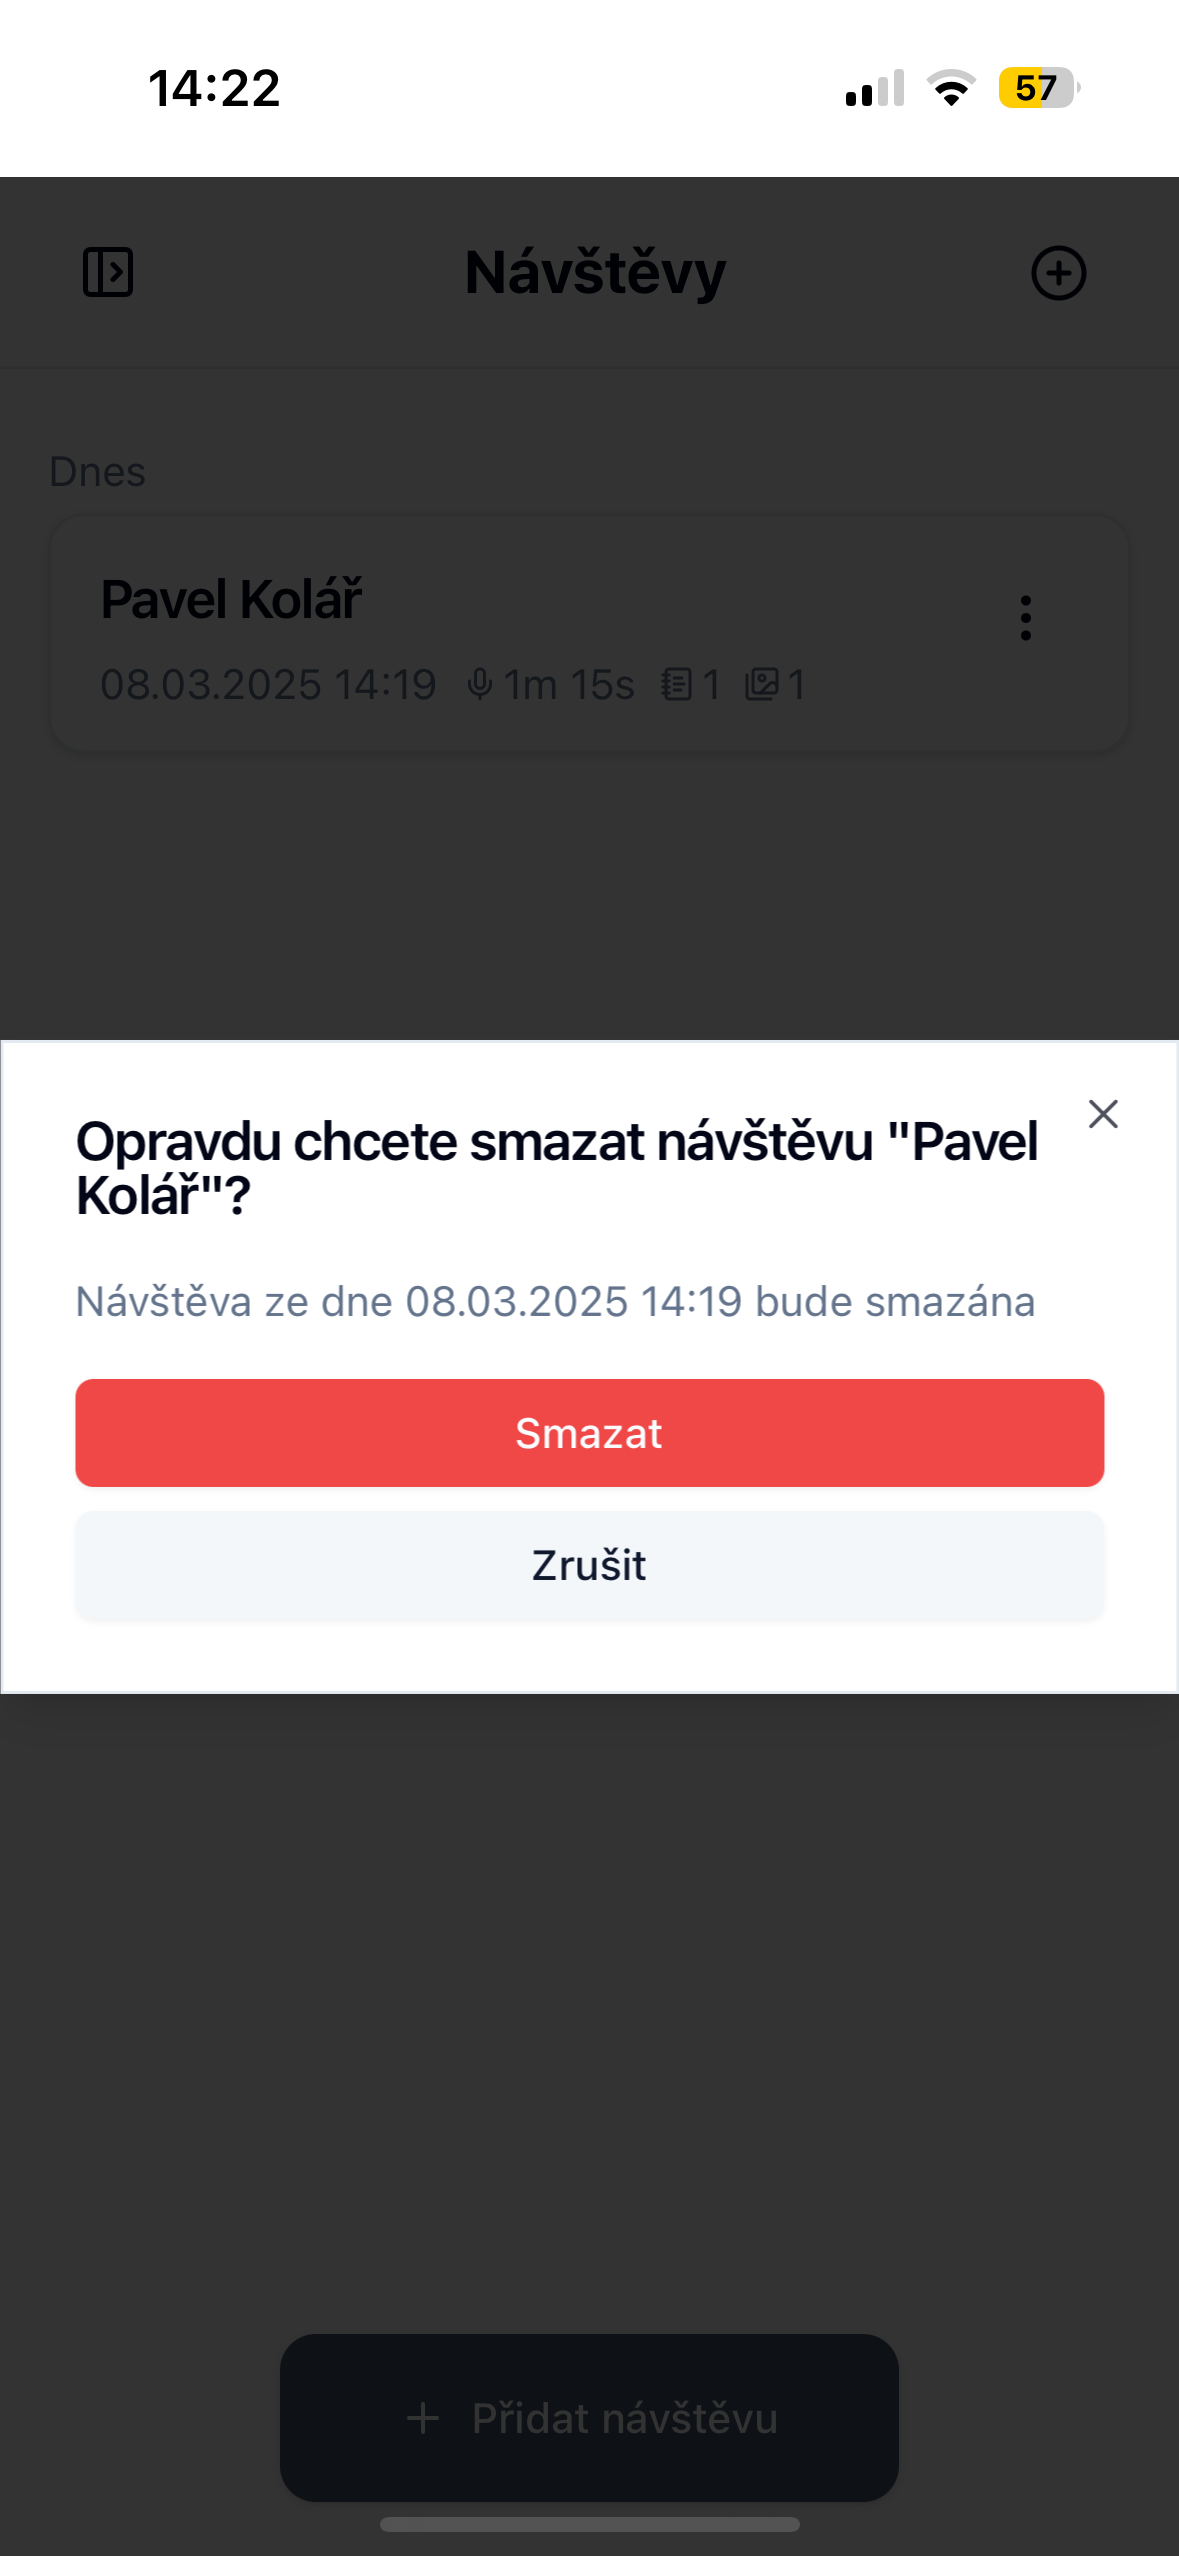 14:22
57
Návštěvy
Dnes
Pavel Kolář
08.03.2025 14:19 1m 15s 1 1
Opravdu chcete smazat návštěvu "Pavel
Kolář"?
Návštěva ze dne 08.03.2025 14:19 bude smazána
Smazat
Zrušit
+ Přidat návštěvu